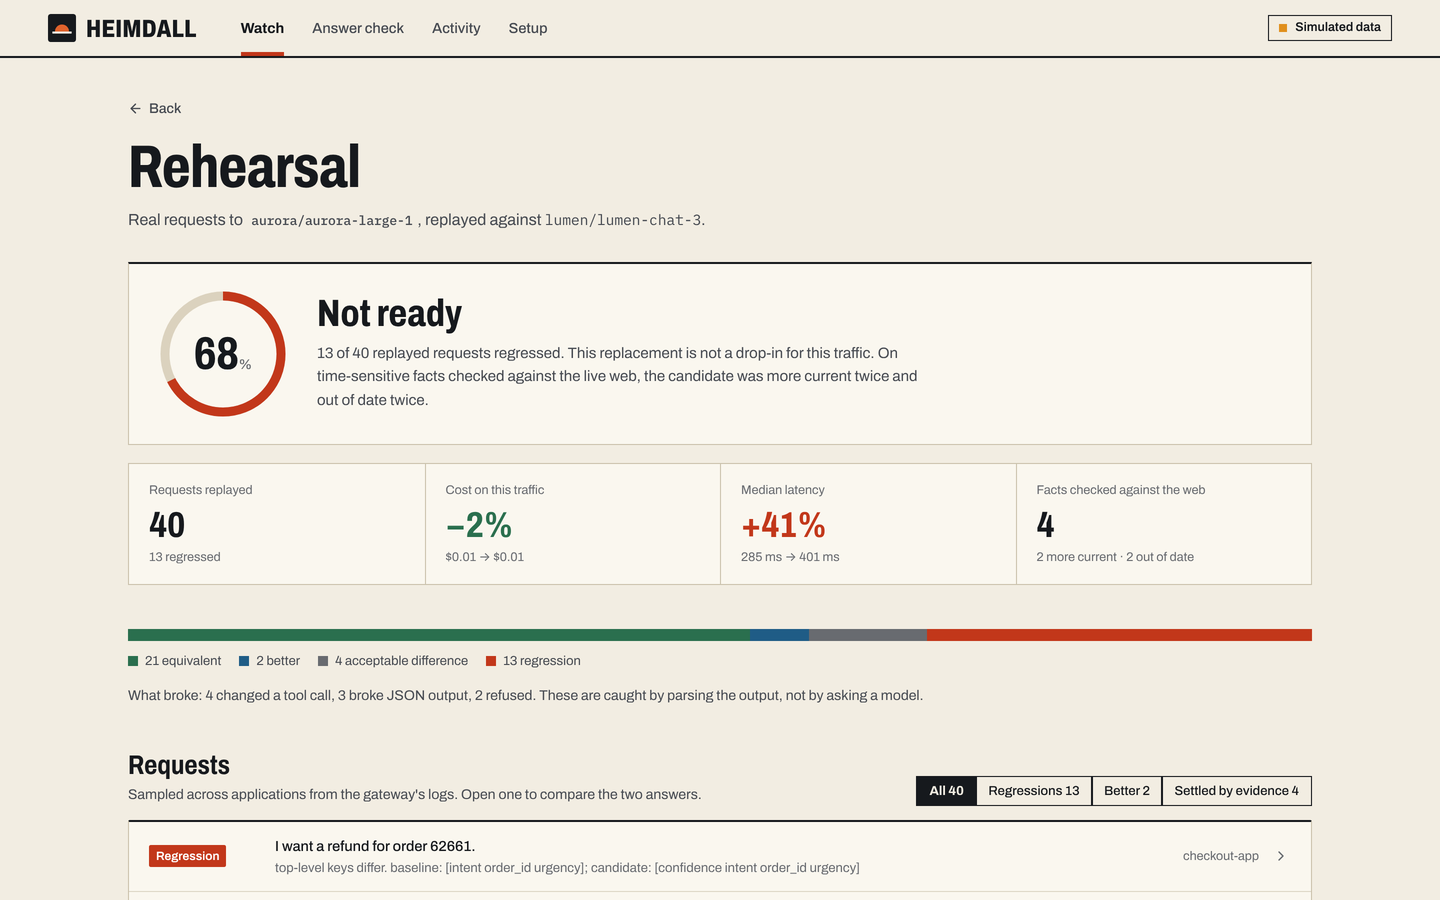 HEIMDALL
Watch
Answer check
Activity
Setup
Simulated data
← Back
Rehearsal
Real requests to aurora/aurora-large-1 , replayed against lumen/lumen-chat-3.
68%
Not ready
13 of 40 replayed requests regressed. This replacement is not a drop-in for this traffic. On
time-sensitive facts checked against the live web, the candidate was more current twice and
out of date twice.
Requests replayed
40
13 regressed
Cost on this traffic
−2%
$0.01 → $0.01
Median latency
+41%
285 ms → 401 ms
Facts checked against the web
4
2 more current · 2 out of date
21 equivalent
2 better
4 acceptable difference
13 regression
What broke: 4 changed a tool call, 3 broke JSON output, 2 refused. These are caught by parsing the output, not by asking a model.
Requests
Sampled across applications from the gateway's logs. Open one to compare the two answers.
All 40
Regressions 13
Better 2
Settled by evidence 4
Regression
I want a refund for order 62661.
top-level keys differ. baseline: [intent order_id urgency]; candidate: [confidence intent order_id urgency]
checkout-app